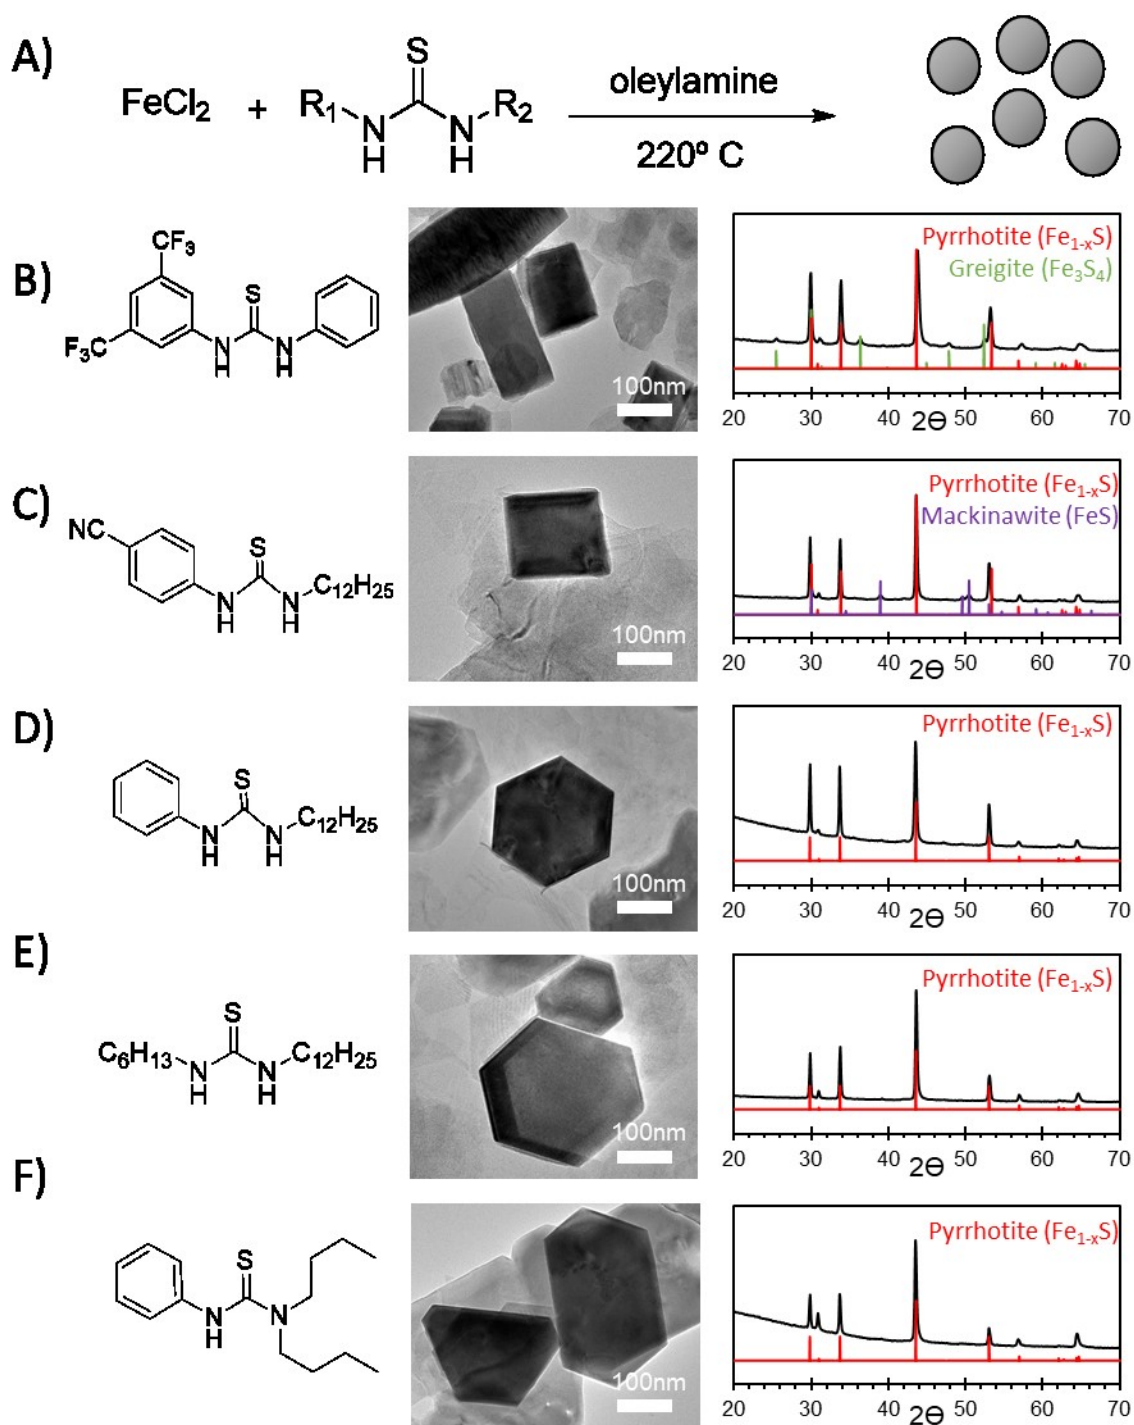 A)
FeCl2 + R1 N H S N H R2
oleylamine
220º C
B)
CF3
F3C
S
N H N H
100nm
Pyrrhotite (Fe1-xS)
Greigite (Fe3S4)
20 30 40 50 60 70
2Θ
C)
NC
S
N H N H C12H25
100nm
Pyrrhotite (Fe1-xS)
Mackinawite (FeS)
20 30 40 50 60 70
2Θ
D)
S
N H N H C12H25
100nm
Pyrrhotite (Fe1-xS)
20 30 40 50 60 70
2Θ
E)
S
C6H13 N H N H C12H25
100nm
Pyrrhotite (Fe1-xS)
20 30 40 50 60 70
2Θ
F)
S
N H N
100nm
Pyrrhotite (Fe1-xS)
20 30 40 50 60 70
2Θ